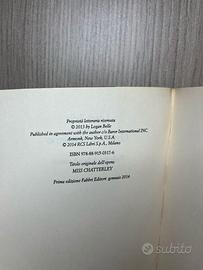 Proprietà letteraria riservata
© 2013 by Logan Belle
Published in agreement with the author c/o Baror International INC.
Armonk, New York, U.S.A.
© 2014 RCS Libri S.p.A., Milano
ISBN 978-88-915-0317-6
Titolo originale dell'opera:
MISS CHATTERLEY
Prima edizione Fabbri Editori: gennaio 2014
subito